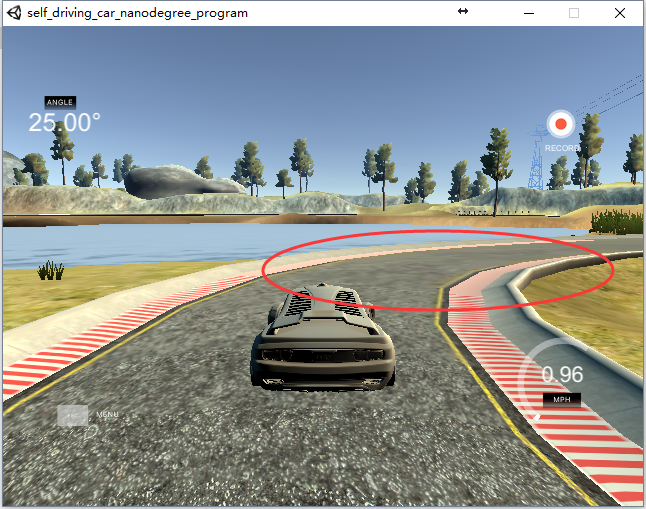 self_driving_car_nanodegree_program
ANGLE
25.00°
RECORD
0.96
MPH
MENU